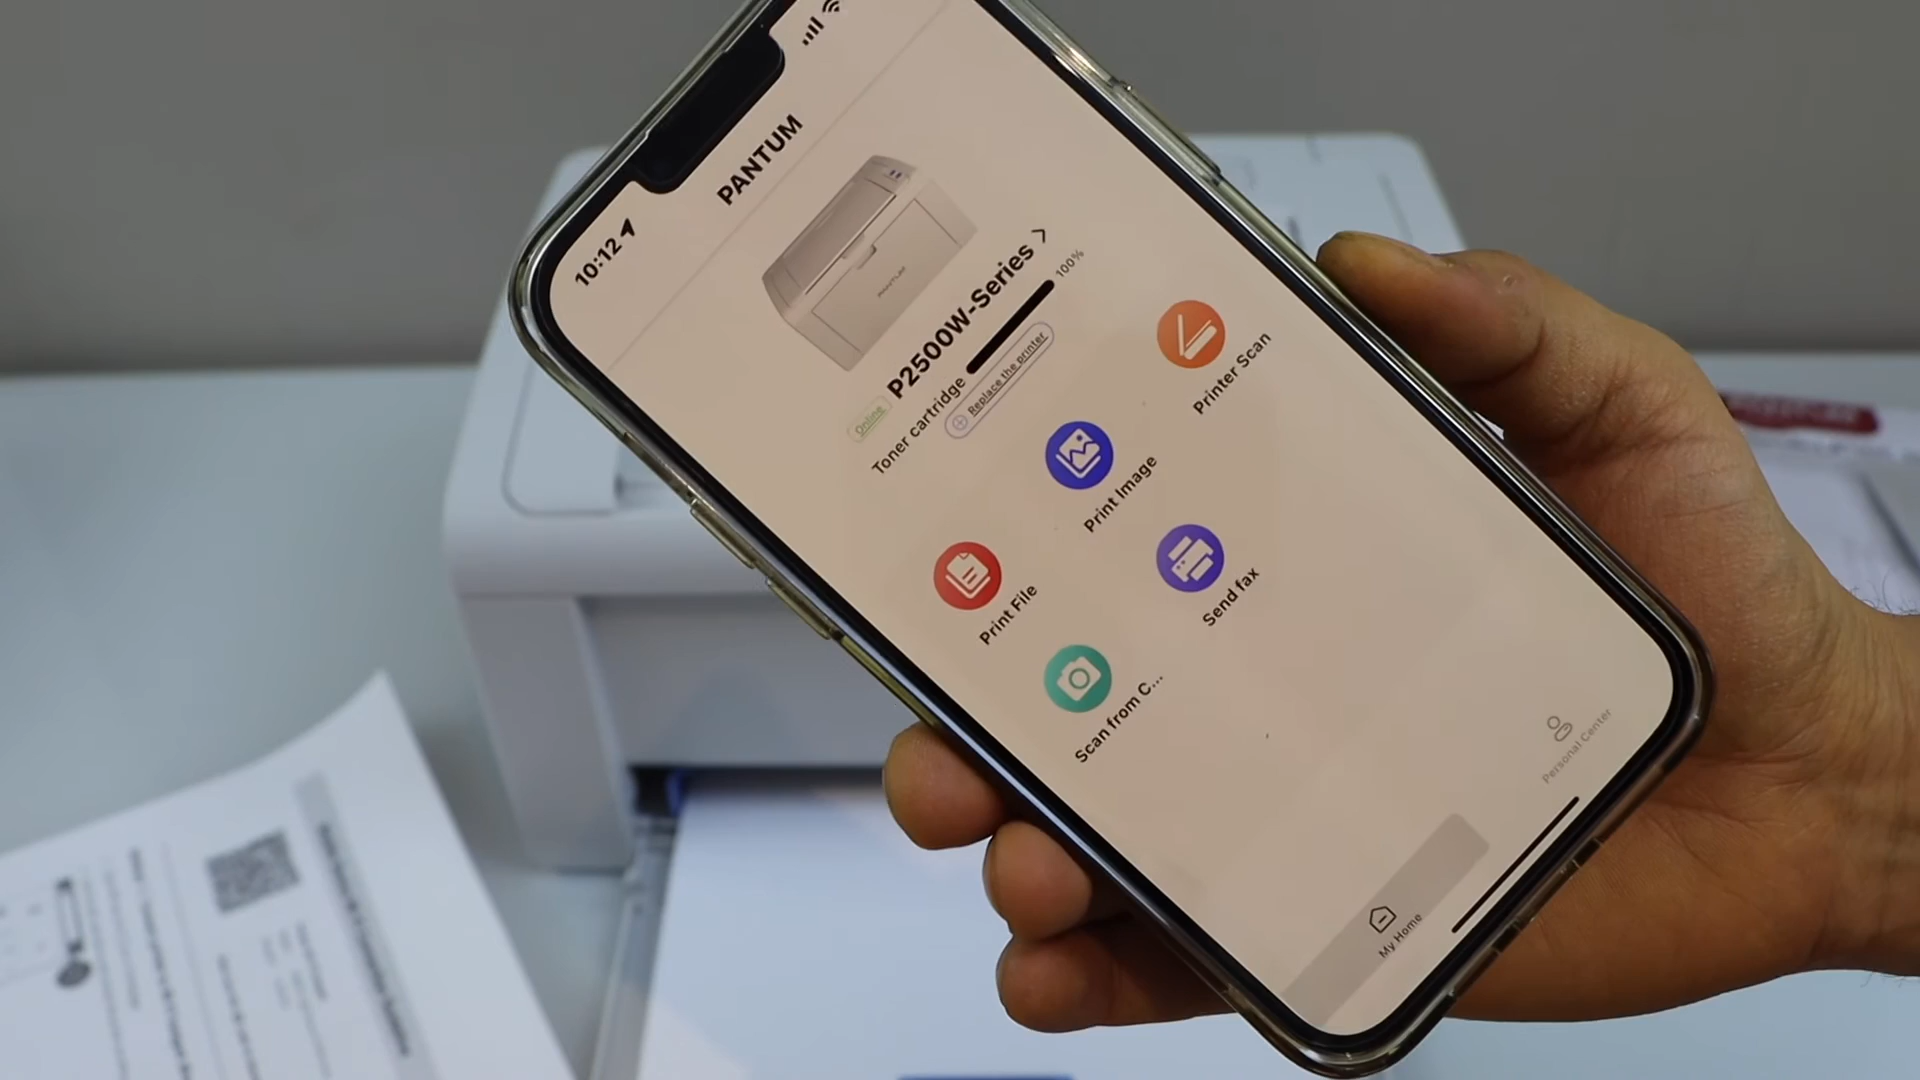 10:12
PANTUM
PANTUM
Online
P2500W-Series
Toner cartridge
100%
Replace the printer
Print File
Print Image
Printer Scan
Scan from C...
Send fax
My Home
Personal Center